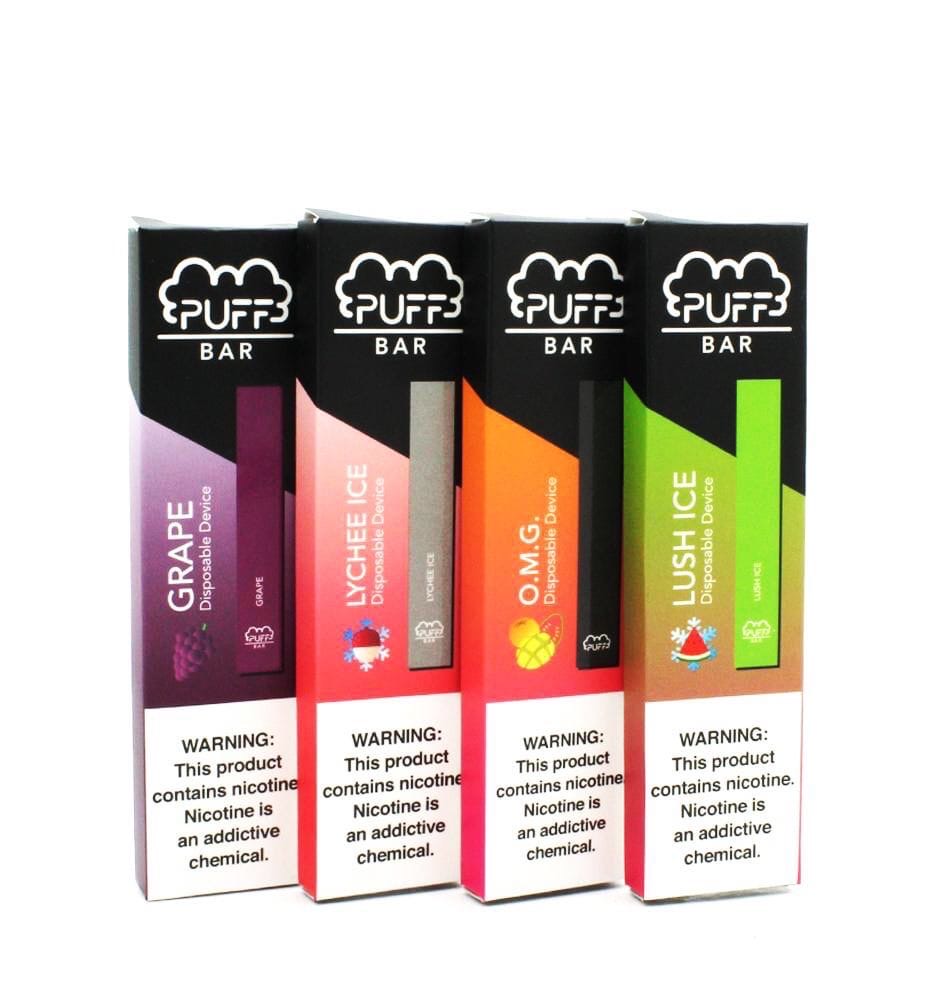 PUFF
BAR
GRAPE
Disposable Device
GRAPE
PUFF
BAR
WARNING:
This product
contains nicotine
Nicotine is
an addictive
chemical.
PUFF
BAR
LYCHEE ICE
Disposable Device
LYCHEE ICE
PUFF
BAR
WARNING:
This product
contains nicotine
Nicotine is
an addictive
chemical.
PUFF
BAR
O.M.G.
Disposable Device
PUFF
WARNING:
This product
contains nicotine.
Nicotine is
an addictive
chemical.
PUFF
BAR
LUSH ICE
Disposable Device
LUSH ICE
PUFF
BAR
WARNING:
This product
contains nicotine.
Nicotine is
an addictive
chemical.